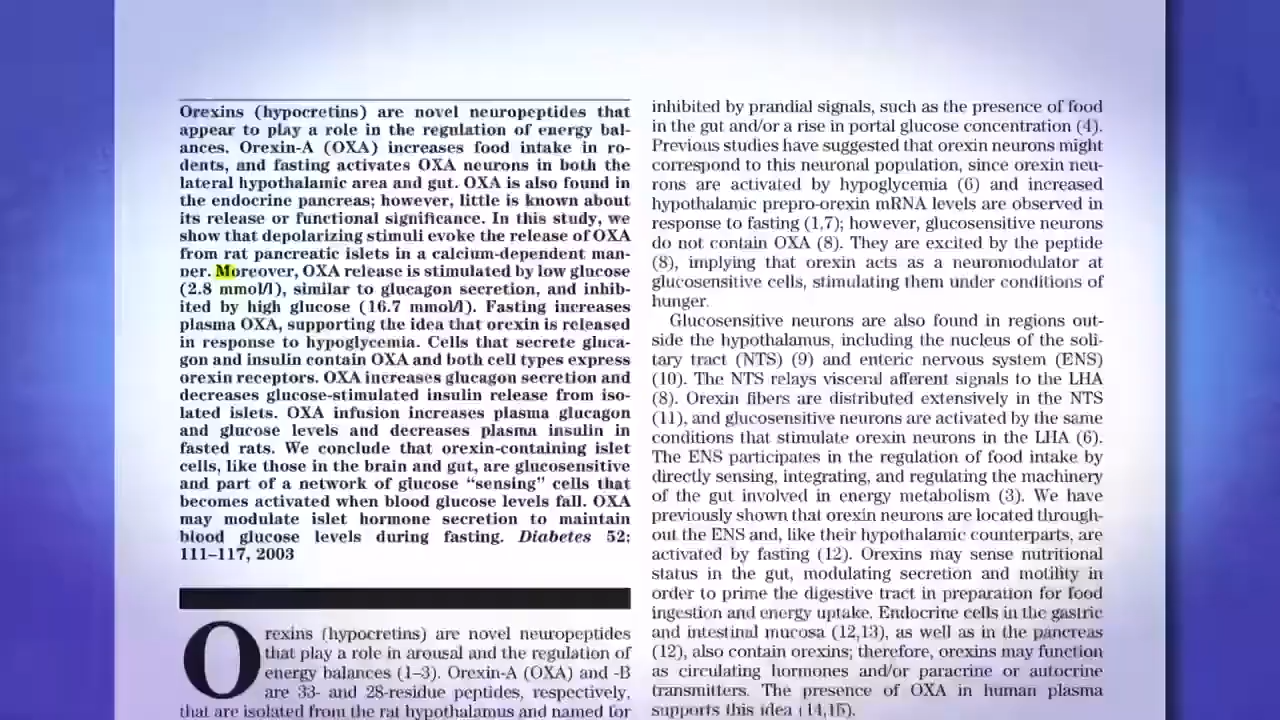 Orexins (hypocretins) are novel neuropeptides that
appear to play a role in the regulation of energy bal-
ances. Orexin-A (OXA) increases food intake in ro-
dents, and fasting activates OXA neurons in both the
lateral hypothalamic area and gut. OXA is also found in
the endocrine pancreas; however, little is known about
its release or functional significance. In this study, we
show that depolarizing stimuli evoke the release of OXA
from rat pancreatic islets in a calcium-dependent man-
ner. Moreover, OXA release is stimulated by low glucose
(2.8 mmol/l), similar to glucagon secretion, and inhib-
ited by high glucose (16.7 mmol/l). Fasting increases
plasma OXA, supporting the idea that orexin is released
in response to hypoglycemia. Cells that secrete gluca-
gon and insulin contain OXA and both cell types express
orexin receptors. OXA increases glucagon secretion and
decreases glucose-stimulated insulin release from iso-
lated islets. OXA infusion increases plasma glucagon
and glucose levels and decreases plasma insulin in
fasted rats. We conclude that orexin-containing islet
cells, like those in the brain and gut, are glucosensitive
and part of a network of glucose “sensing” cells that
becomes activated when blood glucose levels fall. OXA
may modulate islet hormone secretion to maintain
blood glucose levels during fasting. Diabetes 52:
111–117, 2003
Orexins (hypocretins) are novel neuropeptides
that play a role in arousal and the regulation of
energy balances (1–3). Orexin-A (OXA) and -B
are 33- and 28-residue peptides, respectively,
that are isolated from the rat hypothalamus and named for
inhibited by prandial signals, such as the presence of food
in the gut and/or a rise in portal glucose concentration (4).
Previous studies have suggested that orexin neurons might
correspond to this neuronal population, since orexin neu-
rons are activated by hypoglycemia (6) and increased
hypothalamic prepro-orexin mRNA levels are observed in
response to fasting (1,7); however, glucosensitive neurons
do not contain OXA (8). They are excited by the peptide
(8), implying that orexin acts as a neuromodulator at
glucosensitive cells, stimulating them under conditions of
hunger.
Glucosensitive neurons are also found in regions out-
side the hypothalamus, including the nucleus of the soli-
tary tract (NTS) (9) and enteric nervous system (ENS)
(10). The NTS relays visceral afferent signals to the LHA
(8). Orexin fibers are distributed extensively in the NTS
(11), and glucosensitive neurons are activated by the same
conditions that stimulate orexin neurons in the LHA (6).
The ENS participates in the regulation of food intake by
directly sensing, integrating, and regulating the machinery
of the gut involved in energy metabolism (3). We have
previously shown that orexin neurons are located through-
out the ENS and, like their hypothalamic counterparts, are
activated by fasting (12). Orexins may sense nutritional
status in the gut, modulating secretion and motility in
order to prime the digestive tract in preparation for food
ingestion and energy uptake. Endocrine cells in the gastric
and intestinal mucosa (12,13), as well as in the pancreas
(12), also contain orexins; therefore, orexins may function
as circulating hormones and/or paracrine or autocrine
transmitters. The presence of OXA in human plasma
supports this idea (14,15).